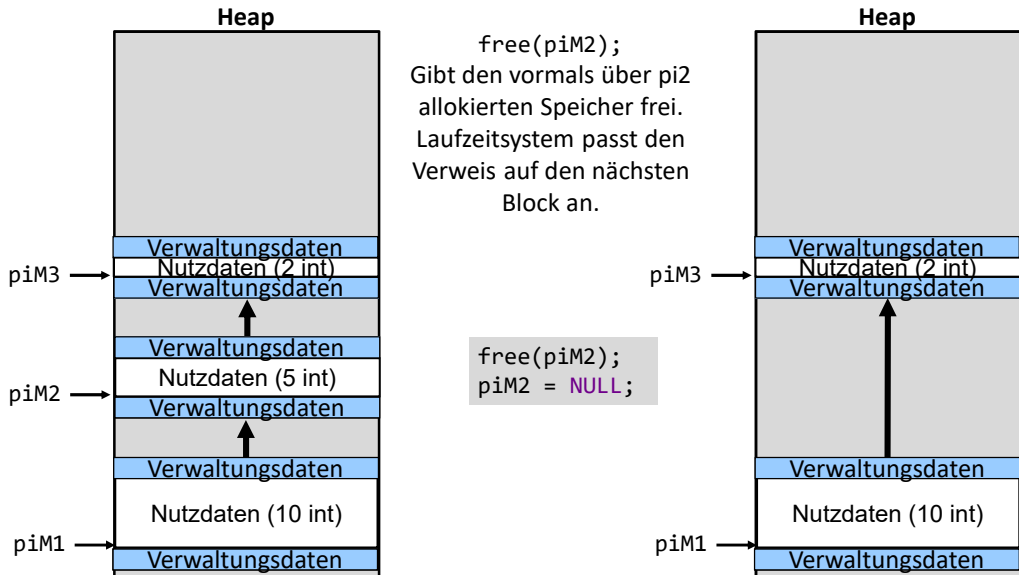 Heap
Verwaltungsdaten
Nutzdaten (2 int)
piM3
Verwaltungsdaten
Verwaltungsdaten
Nutzdaten (5 int)
piM2
Verwaltungsdaten
Verwaltungsdaten
Nutzdaten (10 int)
piM1
Verwaltungsdaten
free(piM2);
Gibt den vormals über pi2
allokierten Speicher frei.
Laufzeitsystem passt den
Verweis auf den nächsten
Block an.
free(piM2);
piM2 = NULL;
Heap
Verwaltungsdaten
Nutzdaten (2 int)
piM3
Verwaltungsdaten
Verwaltungsdaten
Nutzdaten (10 int)
piM1
Verwaltungsdaten